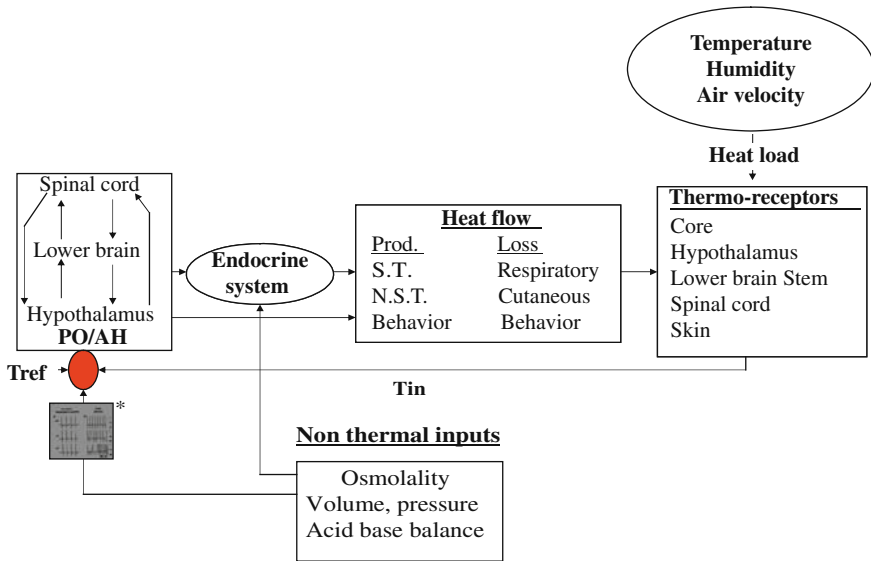 Temperature
Humidity
Air velocity
Heat load
Spinal cord
Lower brain
Hypothalamus
PO/AH
Endocrine
system
Heat flow
Prod. Loss
S.T. Respiratory
N.S.T. Cutaneous
Behavior Behavior
Thermo-receptors
Core
Hypothalamus
Lower brain Stem
Spinal cord
Skin
Tref
Tin
*
Non thermal inputs
Osmolality
Volume, pressure
Acid base balance